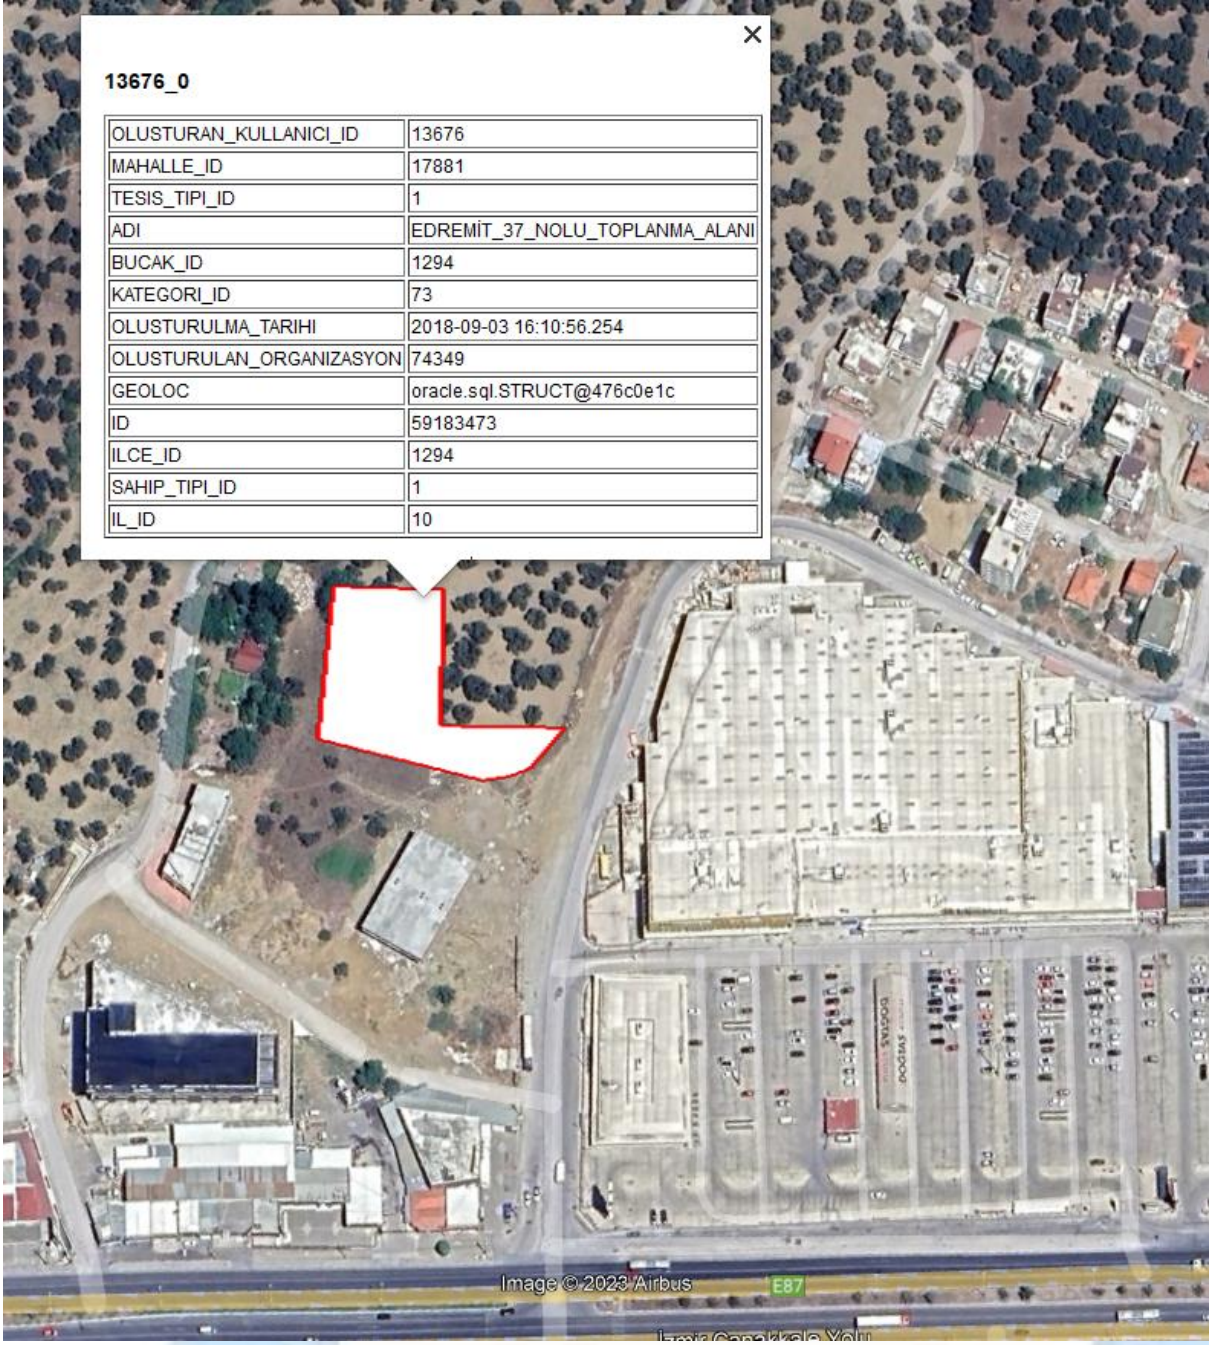 13676_0
OLUSTURAN_KULLANICI_ID 13676
MAHALLE_ID 17881
TESIS_TIPI_ID 1
ADI EDREMİT_37_NOLU_TOPLANMA_ALANI
BUCAK_ID 1294
KATEGORI_ID 73
OLUSTURULMA_TARIHI 2018-09-03 16:10:56.254
OLUSTURULAN_ORGANIZASYON 74349
GEOLOC oracle.sql.STRUCT@476c0e1c
ID 59183473
ILCE_ID 1294
SAHIP_TIPI_ID 1
IL_ID 10
Image © 2023 Airbus
E87
İzmir Çanakkale Yolu